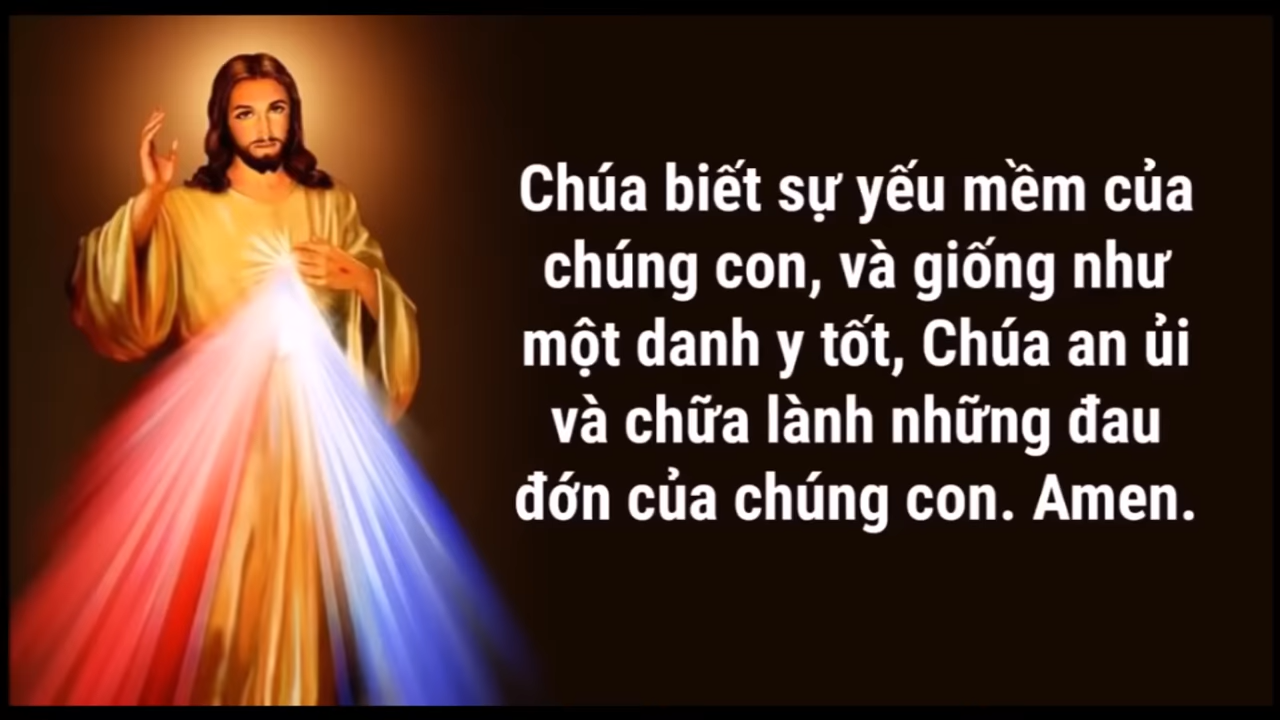 Chúa biết sự yếu mềm của
chúng con, và giống như
một danh y tốt, Chúa an ủi
và chữa lành những đau
đớn của chúng con. Amen.